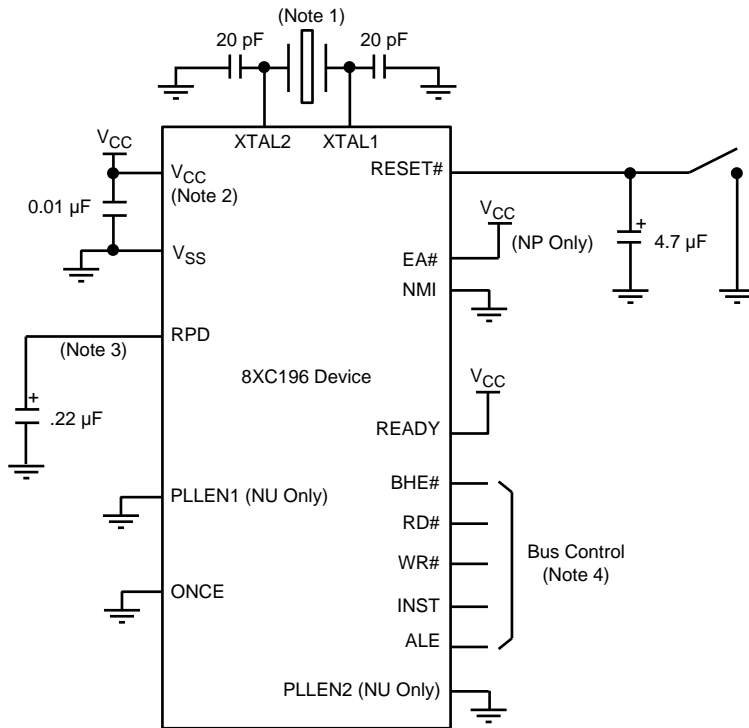 (Note 1)
20 pF
20 pF
XTAL2
XTAL1
VCC
VCC
(Note 2)
RESET#
0.01 µF
VCC
(NP Only)
+
4.7 µF
VSS
EA#
NMI
RPD
(Note 3)
8XC196 Device
+
.22 µF
VCC
READY
BHE#
PLLEN1 (NU Only)
RD#
Bus Control
(Note 4)
WR#
ONCE
INST
ALE
PLLEN2 (NU Only)